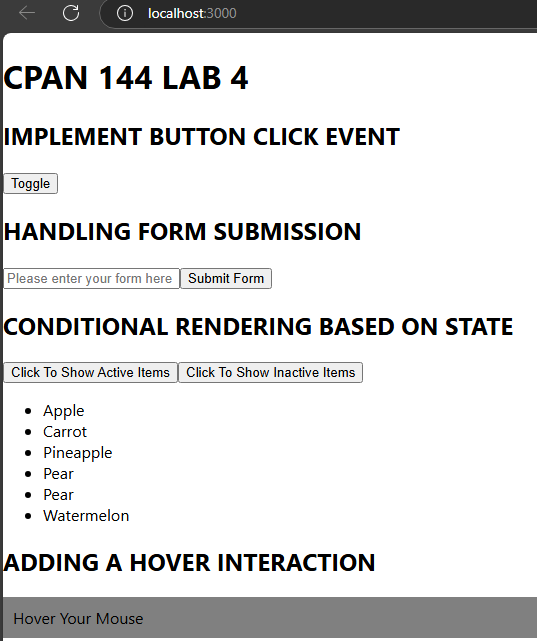 localhost:3000
CPAN 144 LAB 4
IMPLEMENT BUTTON CLICK EVENT
Toggle
HANDLING FORM SUBMISSION
Please enter your form here Submit Form
CONDITIONAL RENDERING BASED ON STATE
Click To Show Active Items Click To Show Inactive Items
Apple
Carrot
Pineapple
Pear
Pear
Watermelon
ADDING A HOVER INTERACTION
Hover Your Mouse